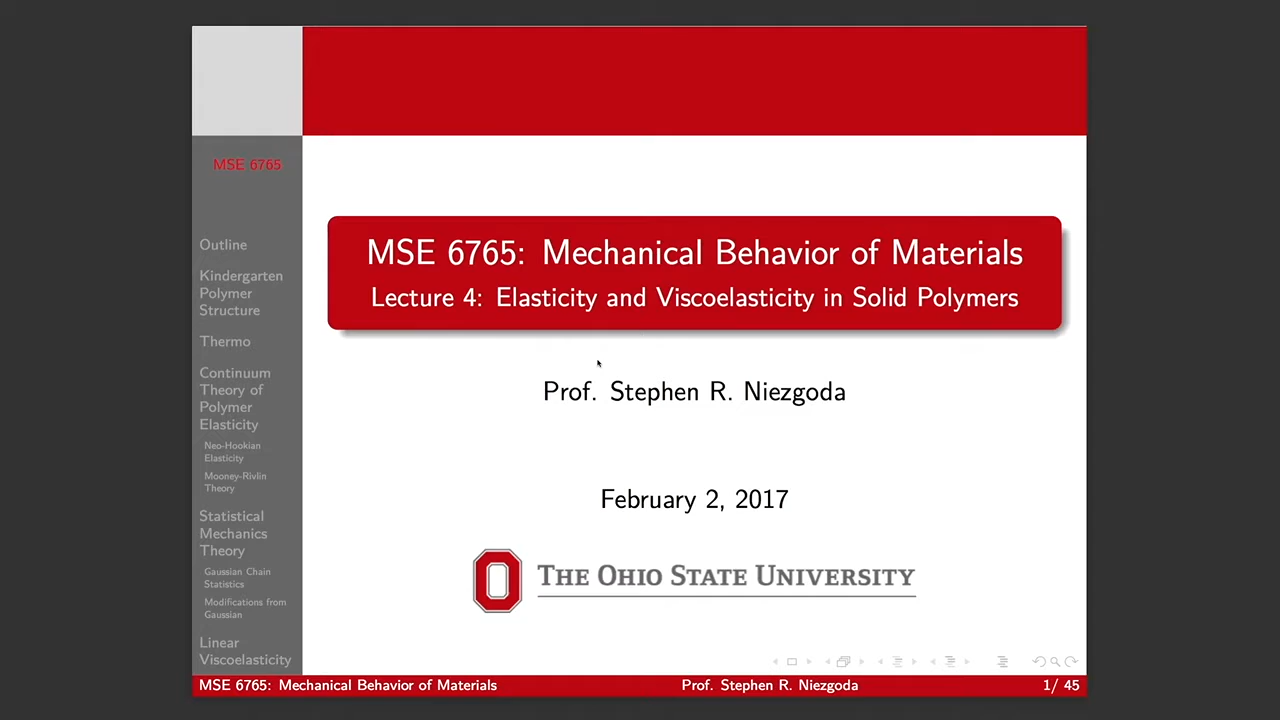 MSE 6765
Outline
Kindergarten
Polymer
Structure
Thermo
Continuum
Theory of
Polymer
Elasticity
Neo-Hookian
Elasticity
Mooney-Rivlin
Theory
Statistical
Mechanics
Theory
Gaussian Chain
Statistics
Modifications from
Gaussian
Linear
Viscoelasticity
MSE 6765: Mechanical Behavior of Materials
Lecture 4: Elasticity and Viscoelasticity in Solid Polymers
Prof. Stephen R. Niezgoda
February 2, 2017
THE OHIO STATE UNIVERSITY
MSE 6765: Mechanical Behavior of Materials
Prof. Stephen R. Niezgoda
1/ 45